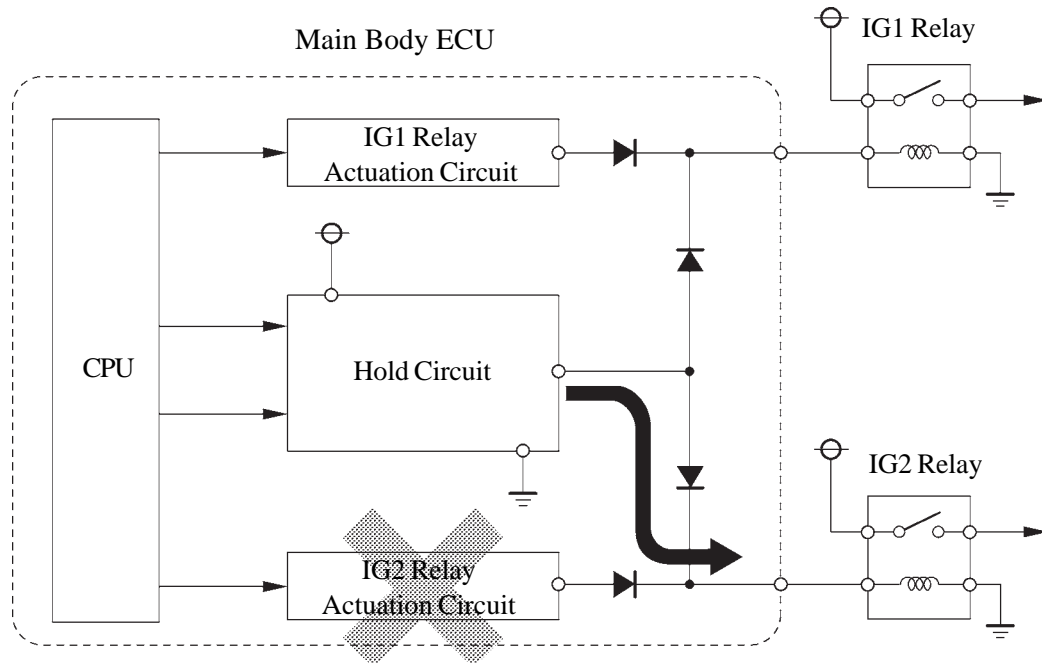 Main Body ECU
IG1 Relay
IG1 Relay
Actuation Circuit
CPU
Hold Circuit
IG2 Relay
IG2 Relay
Actuation Circuit